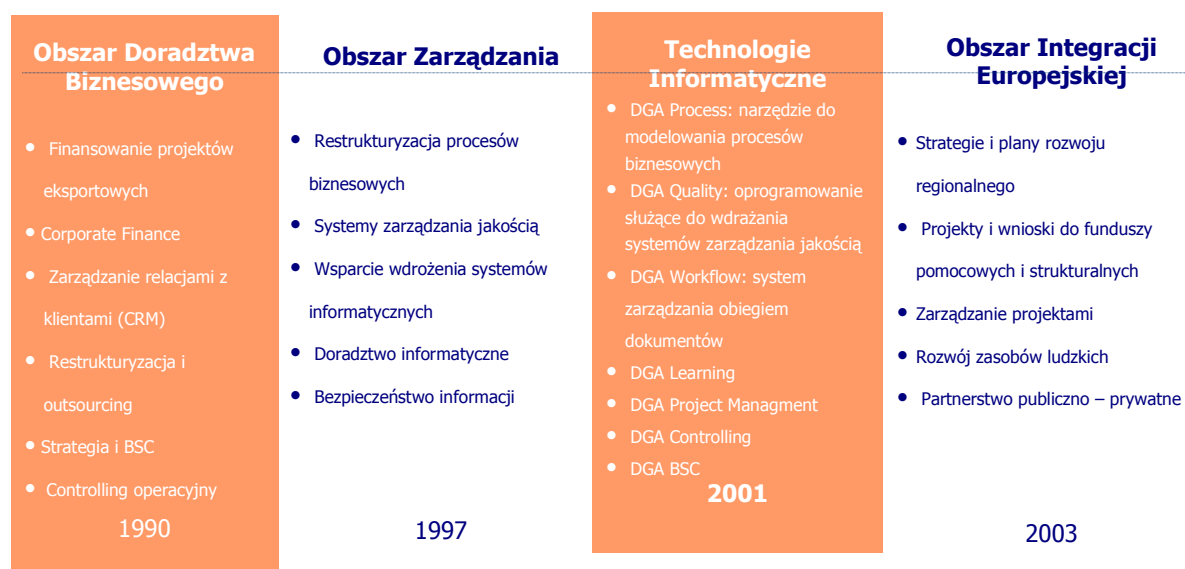 Obszar Doradztwa
Biznesowego
• Finansowanie projektów
eksportowych
• Corporate Finance
• Zarządzanie relacjami z
klientami (CRM)
• Restrukturyzacja i
outsourcing
• Strategia i BSC
• Controlling operacyjny
1990
Obszar Zarządzania
• Restrukturyzacja procesów
biznesowych
• Systemy zarządzania jakością
• Wsparcie wdrożenia systemów
informatycznych
• Doradztwo informatyczne
• Bezpieczeństwo informacji
1997
Technologie
Informatyczne
• DGA Process: narzędzie do
modelowania procesów
biznesowych
• DGA Quality: oprogramowanie
służące do wdrażania
systemów zarządzania jakością
• DGA Workflow: system
zarządzania obiegiem
dokumentów
• DGA Learning
• DGA Project Managment
• DGA Controlling
• DGA BSC
2001
Obszar Integracji
Europejskiej
• Strategie i plany rozwoju
regionalnego
• Projekty i wnioski do funduszy
pomocowych i strukturalnych
• Zarządzanie projektami
• Rozwój zasobów ludzkich
• Partnerstwo publiczno – prywatne
2003